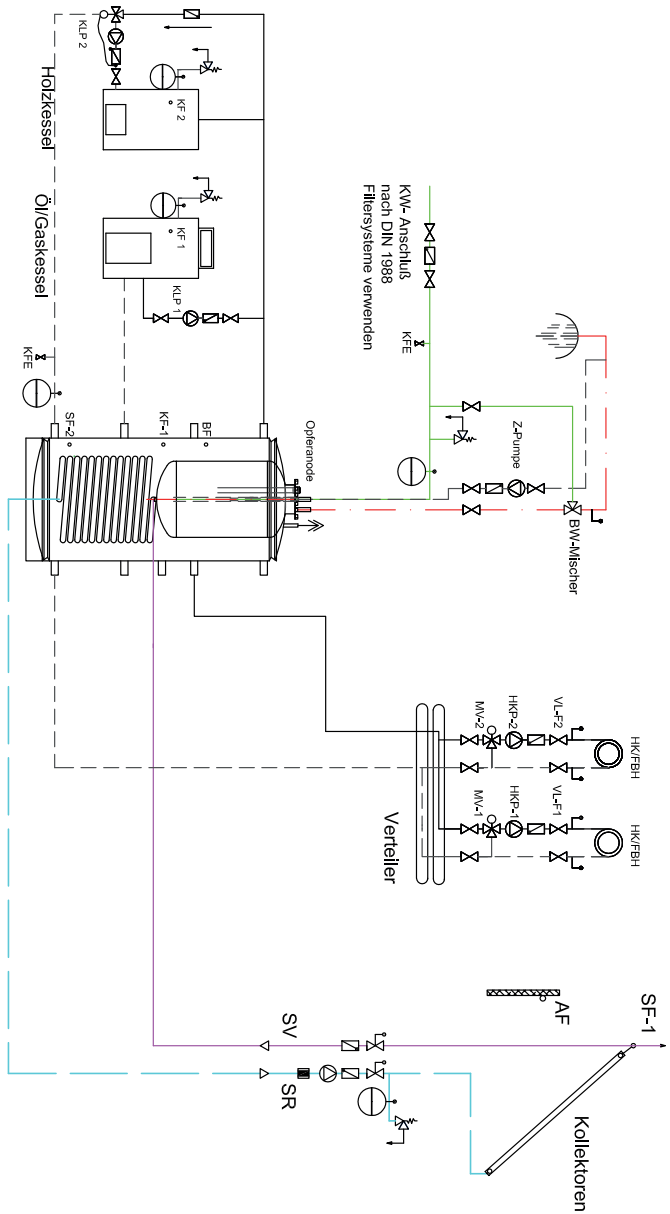 KLP 2
KF 2
Holzkessel
KF 1
Öl/Gaskessel
KLP 1
KFE
SF-2
KF-1
BF
Opferanode
KW- Anschluß
nach DIN 1988
Filtersysteme verwenden
KFE
Z-Pumpe
BW-Mischer
HK/FBH
VL-F2
HKP-2
MV-2
HK/FBH
VL-F1
HKP-1
MV-1
Verteiler
AF
SF-1
SV
SR
Kollektoren